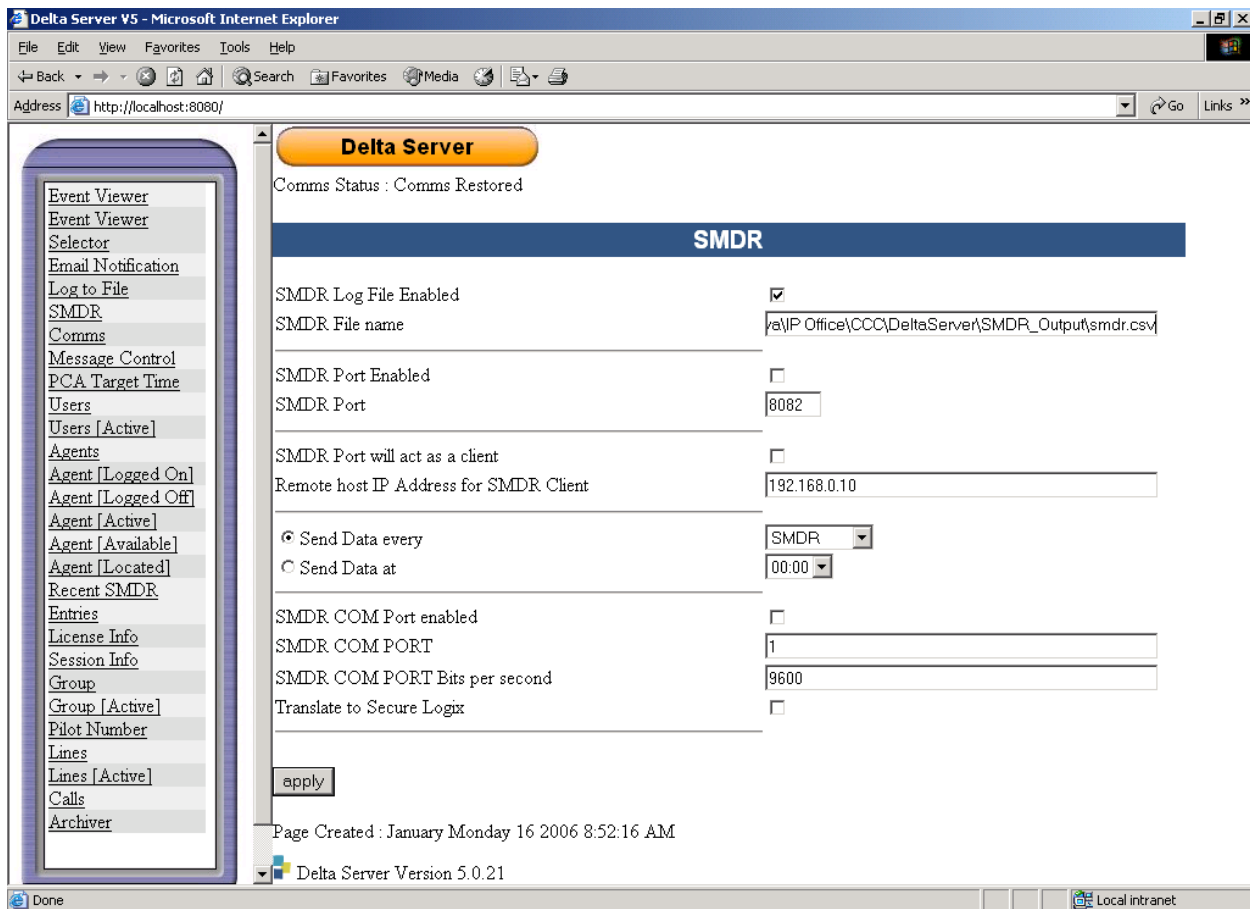 Delta Server V5 - Microsoft Internet Explorer
File Edit View Favorites Tools Help
Back Search Favorites Media
Address http://localhost:8080/ Go Links »
Event Viewer
Event Viewer
Selector
Email Notification
Log to File
SMDR
Comms
Message Control
PCA Target Time
Users
Users [Active]
Agents
Agent [Logged On]
Agent [Logged Off]
Agent [Active]
Agent [Available]
Agent [Located]
Recent SMDR
Entries
License Info
Session Info
Group
Group [Active]
Pilot Number
Lines
Lines [Active]
Calls
Archiver
Delta Server
Comms Status : Comms Restored
SMDR
SMDR Log File Enabled
SMDR File name ya\IP Office\CCC\DeltaServer\SMDR_Output\smdr.csv
SMDR Port Enabled
SMDR Port 8082
SMDR Port will act as a client
Remote host IP Address for SMDR Client 192.168.0.10
Send Data every SMDR
Send Data at 00:00
SMDR COM Port enabled
SMDR COM PORT 1
SMDR COM PORT Bits per second 9600
Translate to Secure Logix
apply
Page Created : January Monday 16 2006 8:52:16 AM
Delta Server Version 5.0.21
Done Local intranet